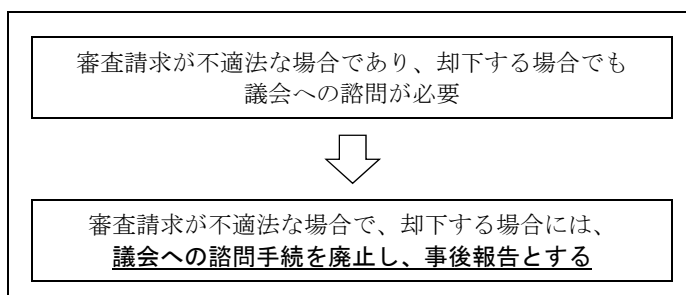 審査請求が不適法な場合であり、却下する場合でも
議会への諮問が必要
審査請求が不適法な場合で、却下する場合には、
議会への諮問手続を廃止し、事後報告とする